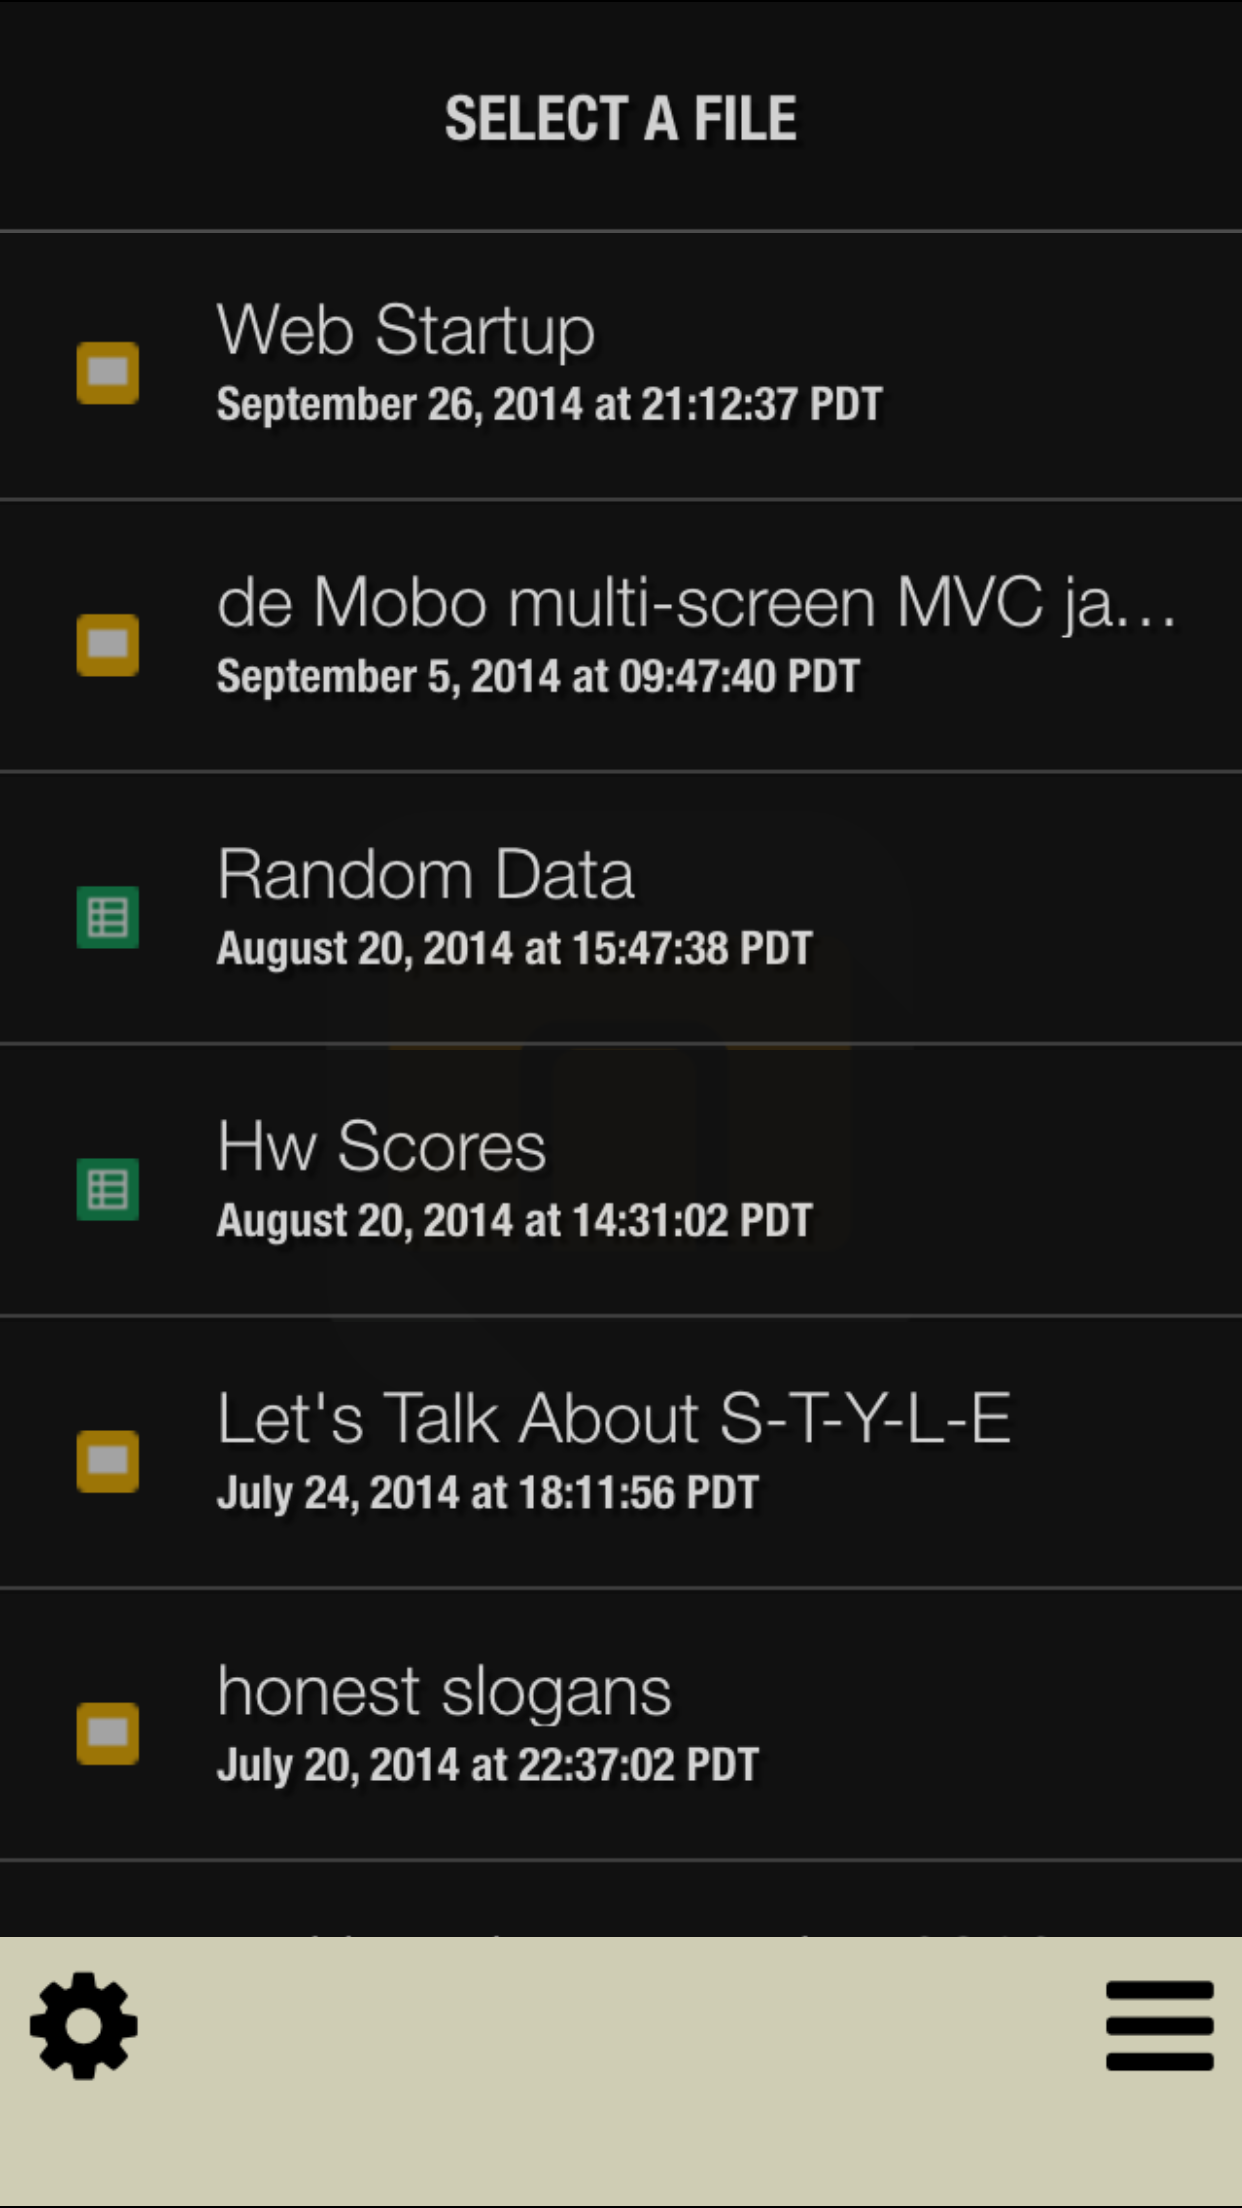 SELECT A FILE
Web Startup
September 26, 2014 at 21:12:37 PDT
de Mobo multi-screen MVC ja...
September 5, 2014 at 09:47:40 PDT
Random Data
August 20, 2014 at 15:47:38 PDT
Hw Scores
August 20, 2014 at 14:31:02 PDT
Let's Talk About S-T-Y-L-E
July 24, 2014 at 18:11:56 PDT
honest slogans
July 20, 2014 at 22:37:02 PDT